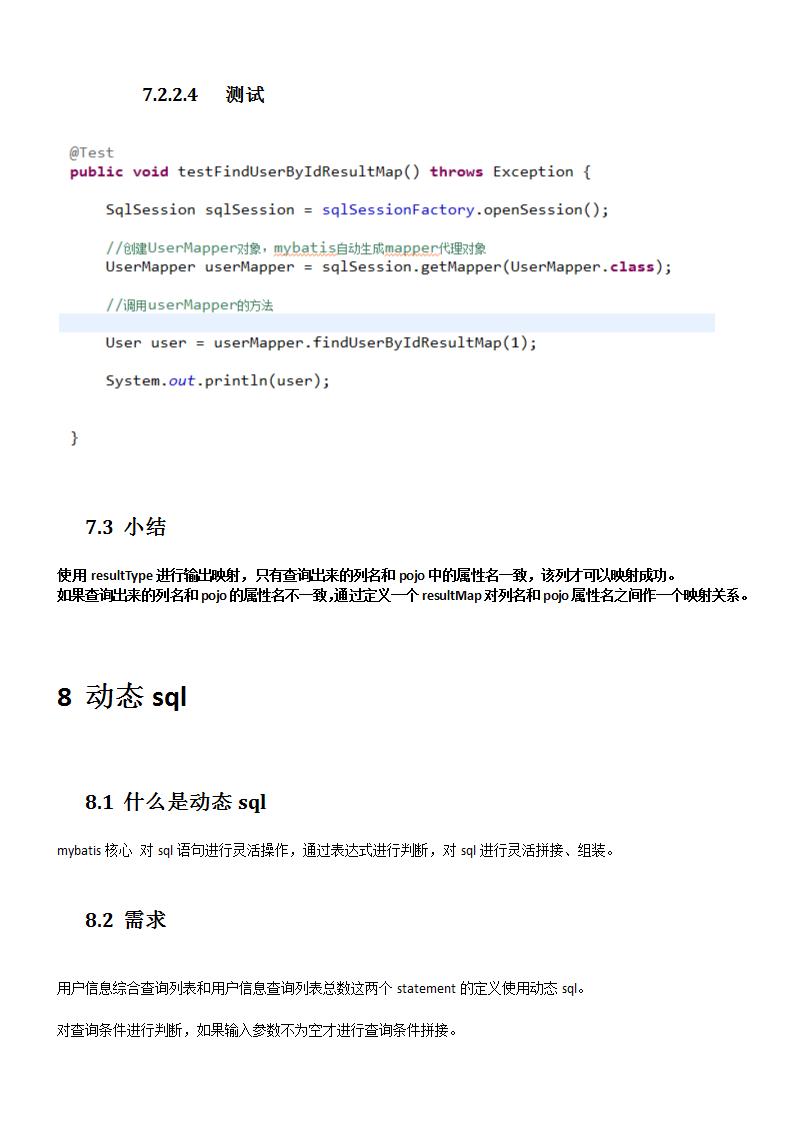 7.2.2.4 测试
@Test
public void testFindUserByIdResultMap() throws Exception {
SqlSession sqlSession = sqlSessionFactory.openSession();
//创建UserMapper对象，mybatis自动生成mapper代理对象
UserMapper userMapper = sqlSession.getMapper(UserMapper.class);
//调用userMapper的方法
User user = userMapper.findUserByIdResultMap(1);
System.out.println(user);
}
7.3 小结
使用 resultType 进行输出映射，只有查询出来的列名和 pojo 中的属性名一致，该列才可以映射成功。
如果查询出来的列名和 pojo 的属性名不一致，通过定义一个 resultMap 对列名和 pojo 属性名之间作一个映射关系。
8 动态 sql
8.1 什么是动态 sql
mybatis 核心 对 sql 语句进行灵活操作，通过表达式进行判断，对 sql 进行灵活拼接、组装。
8.2 需求
用户信息综合查询列表和用户信息查询列表总数这两个 statement 的定义使用动态 sql。
对查询条件进行判断，如果输入参数不为空才进行查询条件拼接。